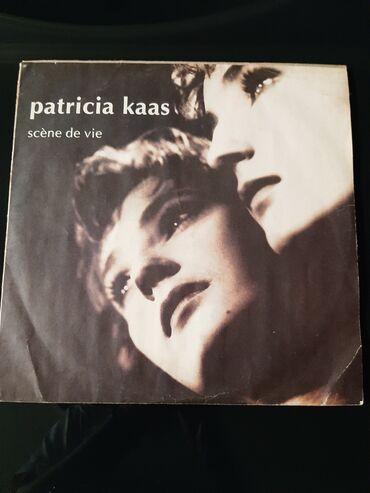 patricia kaas
scène de vie